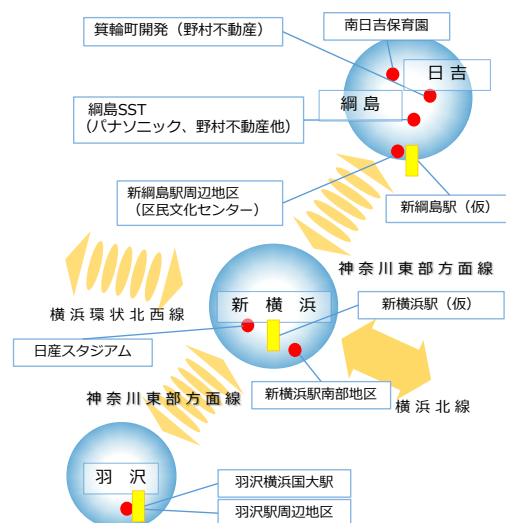 箕輪町開発（野村不動産）
南日吉保育園
日吉
綱島
綱島SST
（パナソニック、野村不動産他）
新綱島駅周辺地区
（区民文化センター）
新綱島駅（仮）
神奈川東部方面線
横浜環状北西線
新横浜
新横浜駅（仮）
日産スタジアム
新横浜駅南部地区
横浜北線
神奈川東部方面線
羽沢
羽沢横浜国大駅
羽沢駅周辺地区